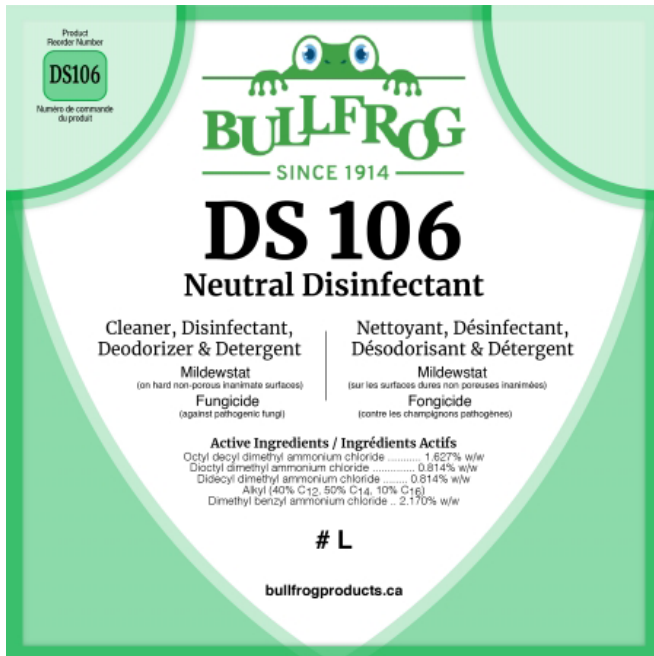 Product
Reorder Number
DS106
Numéro de commande
du produit
BULLFROG
SINCE 1914
DS 106
Neutral Disinfectant
Cleaner, Disinfectant,
Deodorizer & Detergent
Mildewstat
(on hard non-porous inanimate surfaces)
Fungicide
(against pathogenic fungi)
Nettoyant, Désinfectant,
Désodorisant & Détergent
Mildewstat
(sur les surfaces dures non poreuses inanimées)
Fongicide
(contre les champignons pathogènes)
Active Ingredients / Ingrédients Actifs
Octyl decyl dimethyl ammonium chloride ........... 1.627% w/w
Dioctyl dimethyl ammonium chloride .............. 0.814% w/w
Didecyl dimethyl ammonium chloride ........ 0.814% w/w
Alkyl (40% C12, 50% C14, 10% C16)
Dimethyl benzyl ammonium chloride .. 2.170% w/w
# L
bullfrogproducts.ca